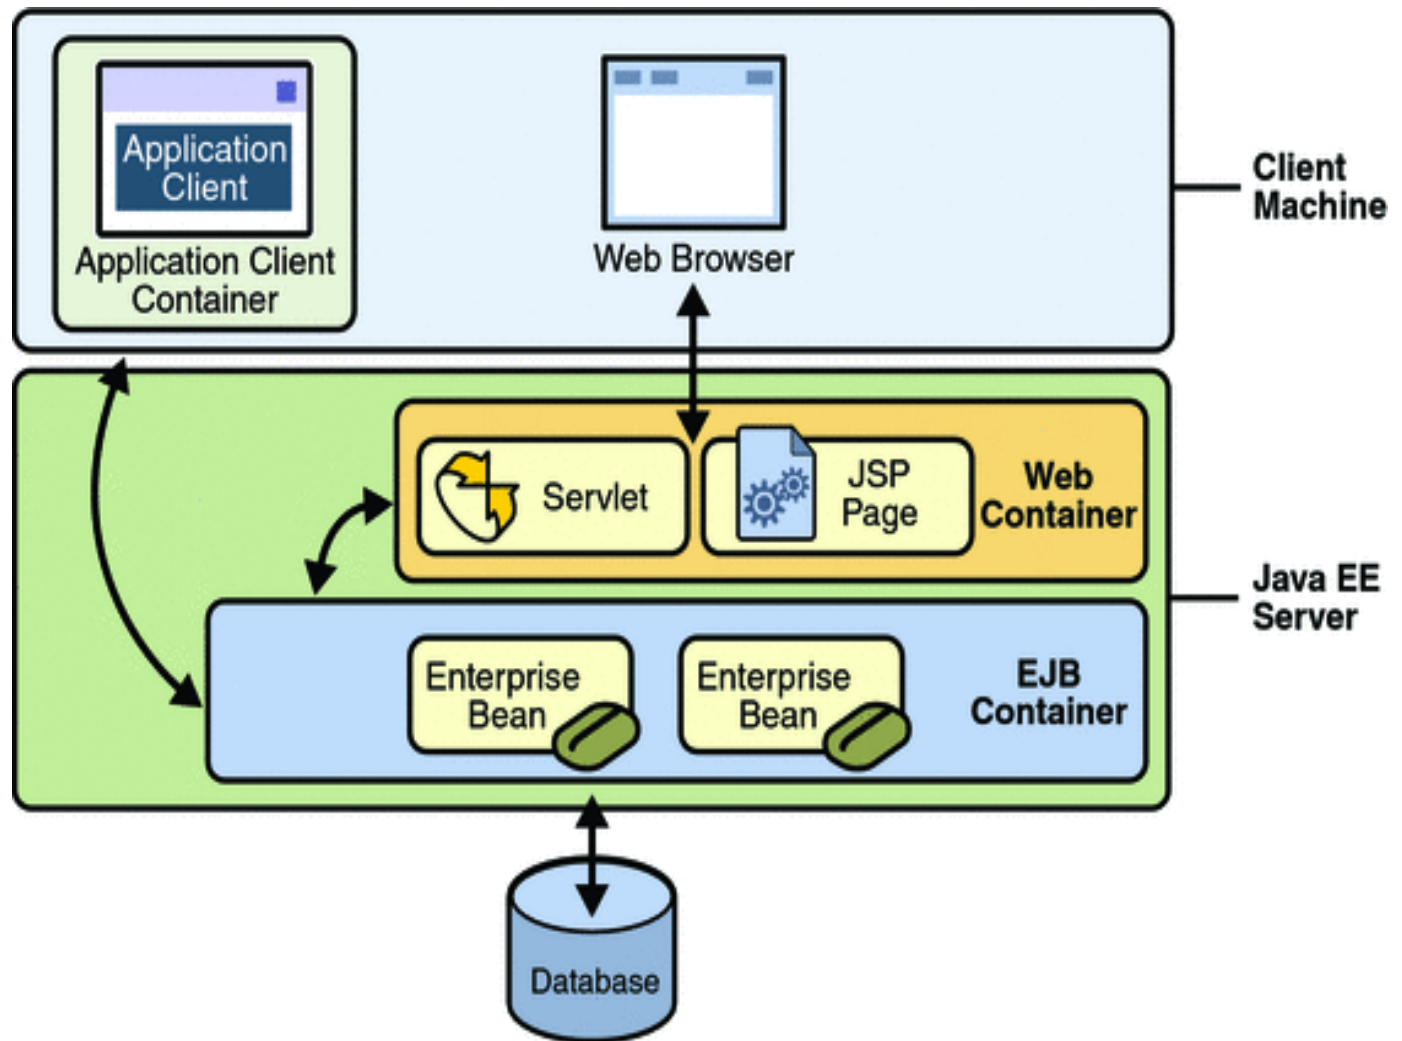 Application
Client
Application Client
Container
Web Browser
Client
Machine
Servlet
JSP
Page
Web
Container
Java EE
Server
Enterprise
Bean
Enterprise
Bean
EJB
Container
Database